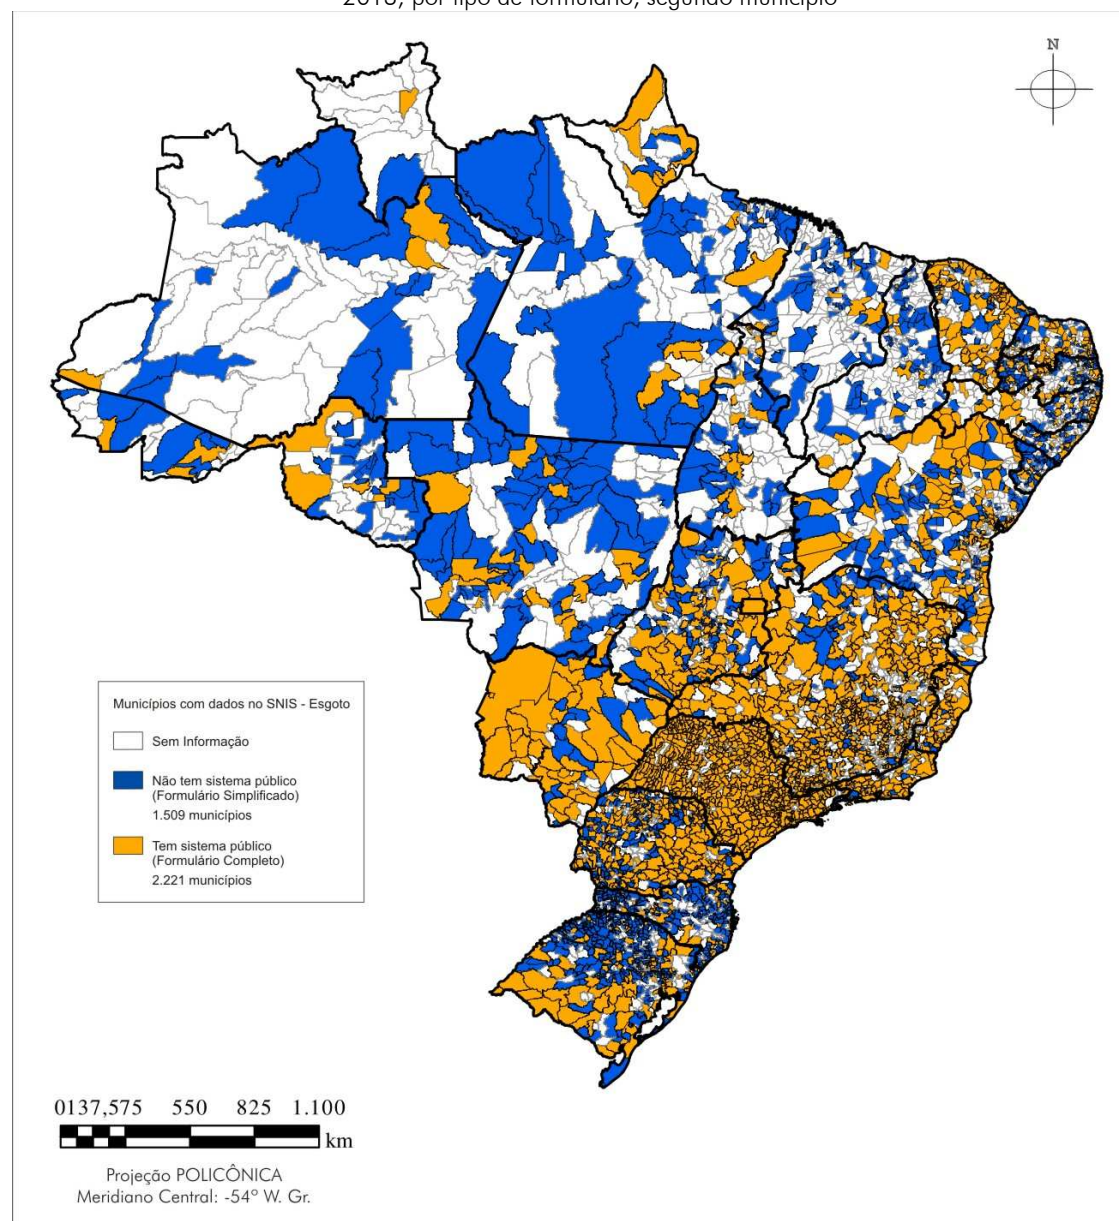 2013, por tipo de formulário, segundo município
N
Municípios com dados no SNIS - Esgoto
Sem Informação
Não tem sistema público
(Formulário Simplificado)
1.509 municípios
Tem sistema público
(Formulário Completo)
2.221 municípios
0137,575 550 825 1.100
km
Projeção POLICÔNICA
Meridiano Central: -54º W. Gr.